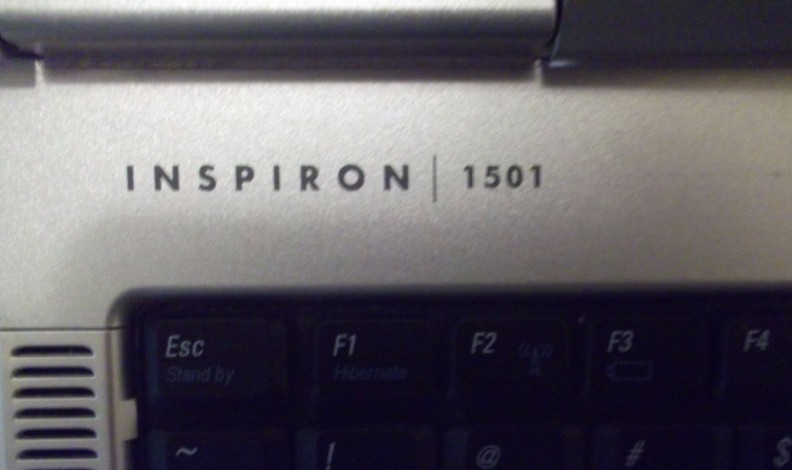 INSPIRON | 1501
Esc F1 F2 F3 F4
Stand by Hibernate
~ ! @ # $